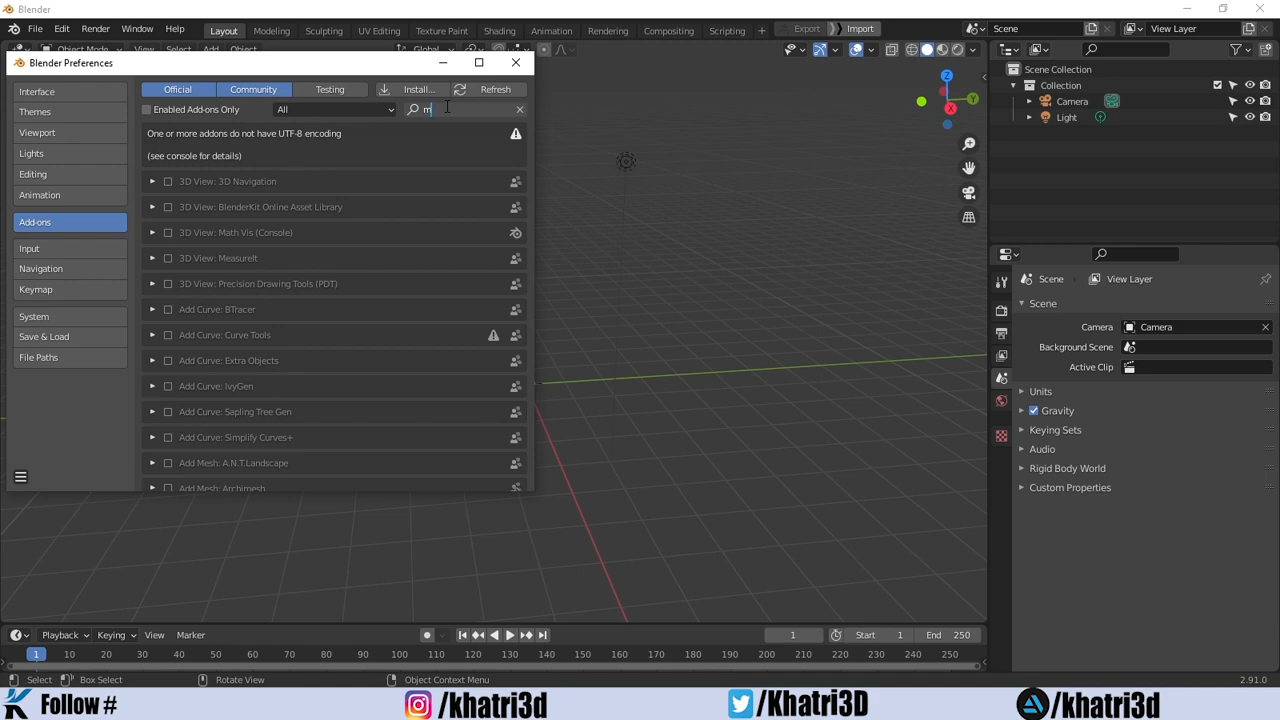 Blender
File Edit Render Window Help Layout Modeling Sculpting UV Editing Texture Paint Shading Animation Rendering Compositing Scripting + Export Import Scene View Layer
Object Mode View Select Add Object Global
Blender Preferences
Interface
Themes
Viewport
Lights
Editing
Animation
Add-ons
Input
Navigation
Keymap
System
Save & Load
File Paths
Official Community Testing Install... Refresh
Enabled Add-ons Only All m
One or more addons do not have UTF-8 encoding
(see console for details)
3D View: 3D Navigation
3D View: BlenderKit Online Asset Library
3D View: Math Vis (Console)
3D View: MeasureIt
3D View: Precision Drawing Tools (PDT)
Add Curve: BTracer
Add Curve: Curve Tools
Add Curve: Extra Objects
Add Curve: IvyGen
Add Curve: Sapling Tree Gen
Add Curve: Simplify Curves+
Add Mesh: A.N.T.Landscape
Add Mesh: Archimesh
Z
Y
X
Scene Collection
Collection
Camera
Light
Scene View Layer
Scene
Camera Camera
Background Scene
Active Clip
Units
Gravity
Keying Sets
Audio
Rigid Body World
Custom Properties
Playback Keying View Marker 1 Start 1 End 250
1 10 20 30 40 50 60 70 80 90 100 110 120 130 140 150 160 170 180 190 200 210 220 230 240 250
Select Box Select Rotate View Object Context Menu 2.91.0
Follow # /khatri3d /Khatri3D /khatri3d